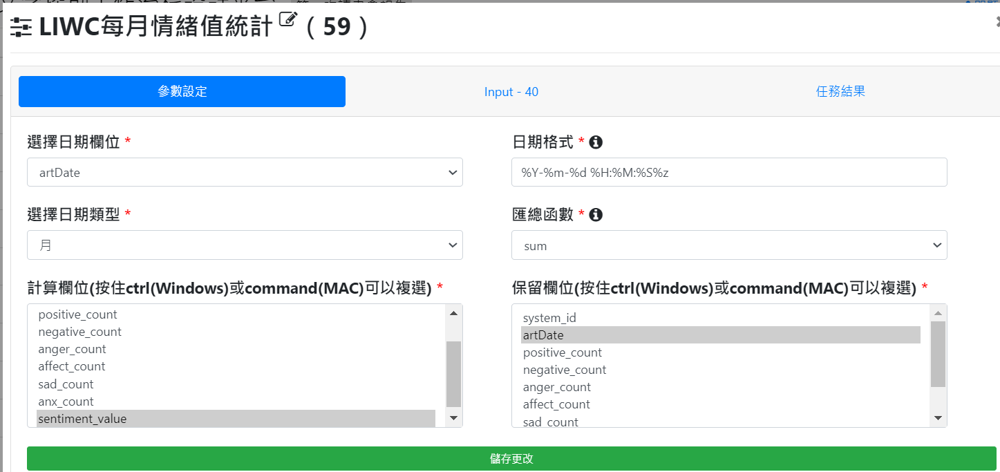 LIWC每月情緒值統計 ( 59 )
參數設定
Input - 40
任務結果
選擇日期欄位 *
日期格式 *
artDate
%Y-%m-%d %H:%M:%S%z
選擇日期類型 *
匯總函數 *
月
sum
計算欄位(按住ctrl(Windows)或command(MAC)可以複選) *
保留欄位(按住ctrl(Windows)或command(MAC)可以複選) *
positive_count
negative_count
anger_count
affect_count
sad_count
anx_count
sentiment_value
system_id
artDate
positive_count
negative_count
anger_count
affect_count
sad_count
儲存更改